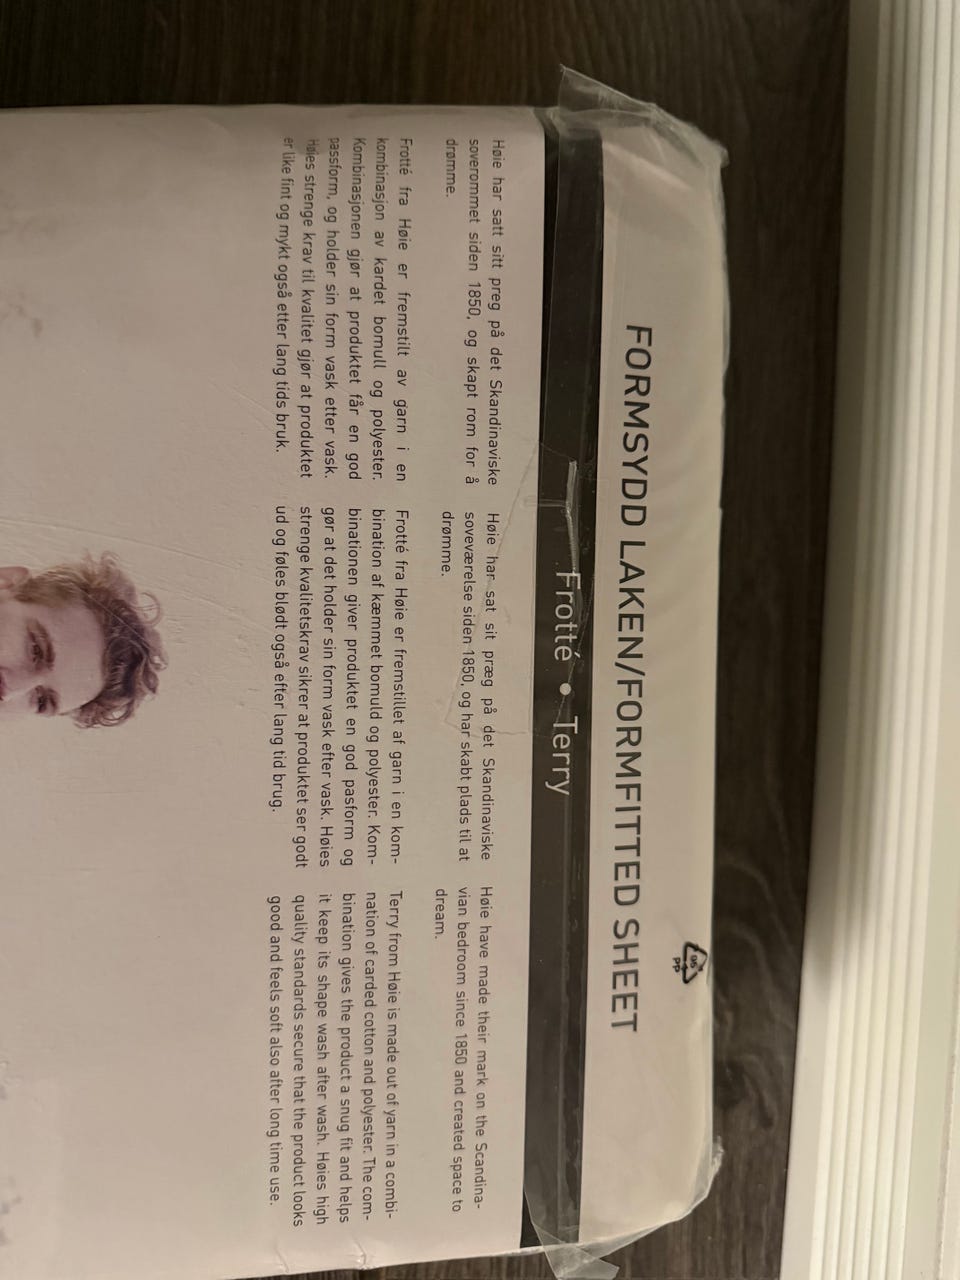 06
PP
FORMSYDD LAKEN/FORMFITTED SHEET
Frotté • Terry
Høie har satt sitt preg på det Skandinaviske
soverommet siden 1850, og skapt rom for å
drømme.
Frotté fra Høie er fremstilt av garn i en
kombinasjon av kardet bomull og polyester.
Kombinasjonen gjør at produktet får en god
passform, og holder sin form vask etter vask.
Høies strenge krav til kvalitet gjør at produktet
er like fint og mykt også etter lang tids bruk.
Høie har sat sit præg på det Skandinaviske
soveværelse siden 1850, og har skabt plads til at
drømme.
Frotté fra Høie er fremstillet af garn i en kom-
bination af kæmmet bomuld og polyester. Kom-
binationen giver produktet en god pasform og
gør at det holder sin form vask efter vask. Høies
strenge kvalitetskrav sikrer at produktet ser godt
ud og føles blødt også efter lang tid brug.
Høie have made their mark on the Scandina-
vian bedroom since 1850 and created space to
dream.
Terry from Høie is made out of yarn in a combi-
nation of carded cotton and polyester. The com-
bination gives the product a snug fit and helps
it keep its shape wash after wash. Høies high
quality standards secure that the product looks
good and feels soft also after long time use.